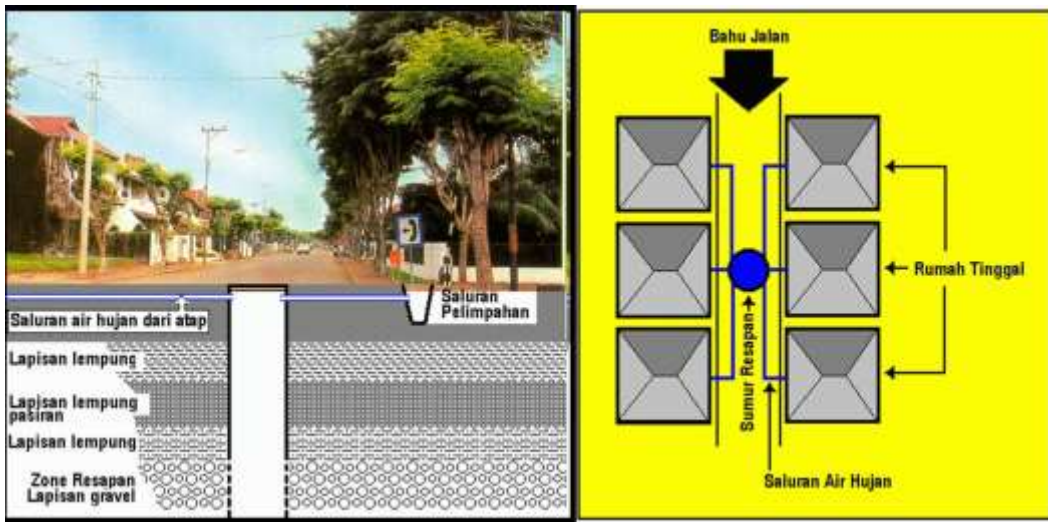 Saluran air hujan dari atap
Saluran
Pelimpahan
Lapisan lempung
Lapisan lempung
pasiran
Lapisan lempung
Zone Resapan
Lapisan gravel
Bahu Jalan
Rumah Tinggal
Sumur Resapan
Saluran Air Hujan